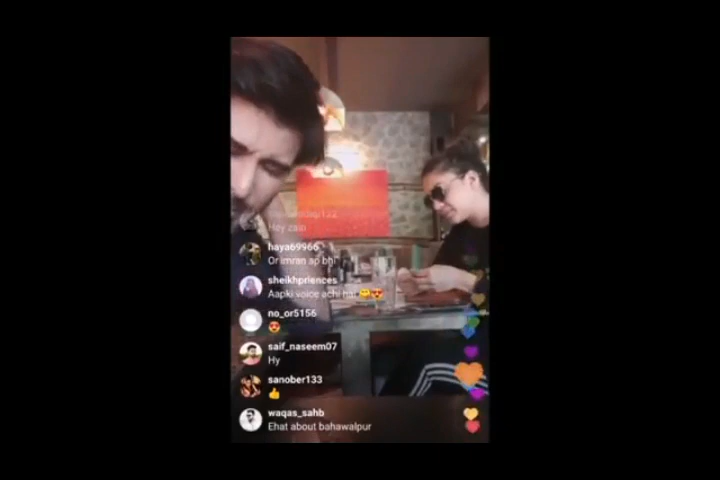 Hey zain
haya69966
Or imran ap bhi
sheikhpriences
Aapki voice achi hai 😋😍
no_or5156
😍
saif_naseem07
Hy
sanober133
👍
waqas_sahb
Ehat about bahawalpur